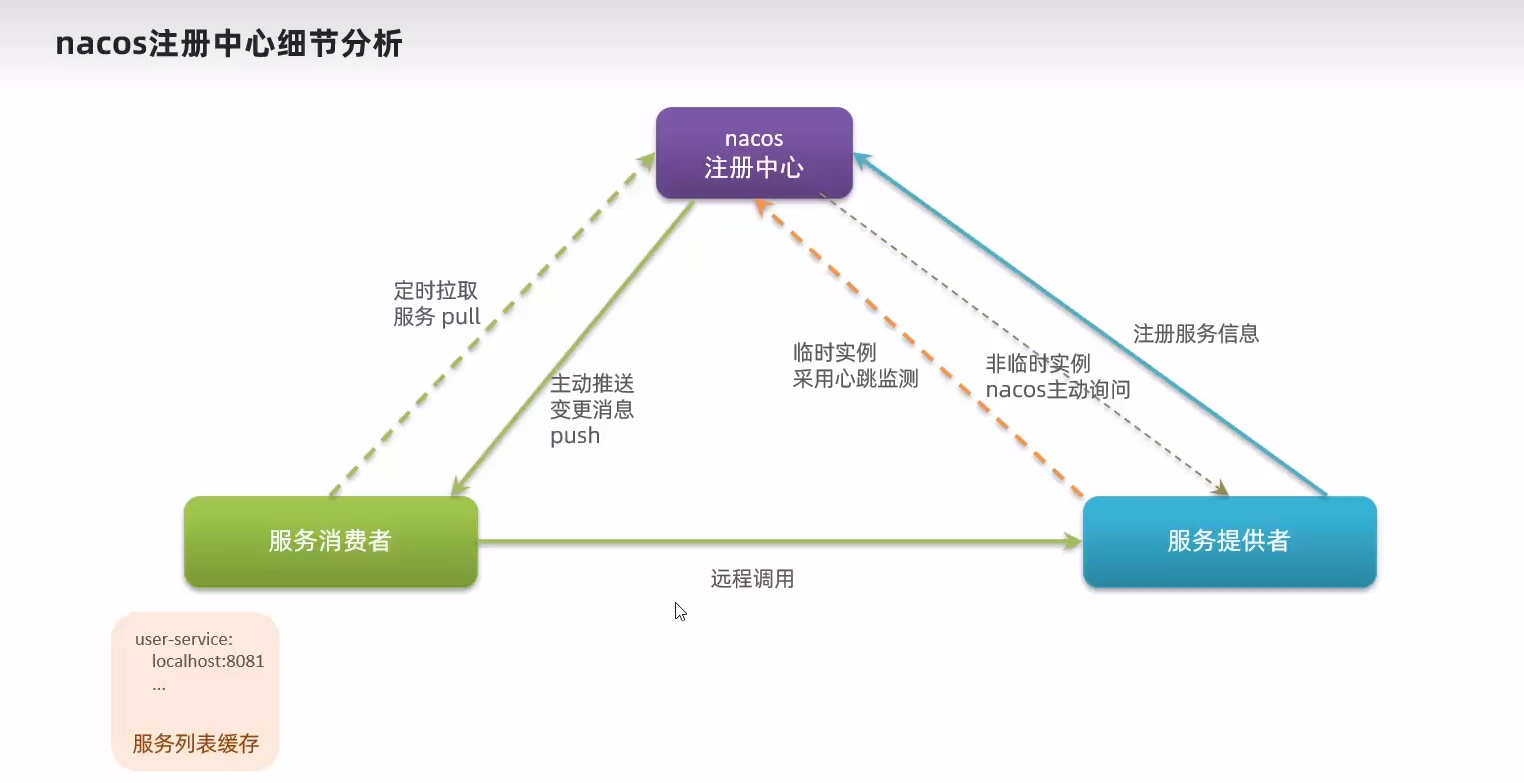 nacos注册中心细节分析
nacos
注册中心
定时拉取
服务 pull
主动推送
变更消息
push
临时实例
采用心跳监测
非临时实例
nacos主动询问
注册服务信息
服务消费者
服务提供者
远程调用
user-service:
localhost:8081
...
服务列表缓存